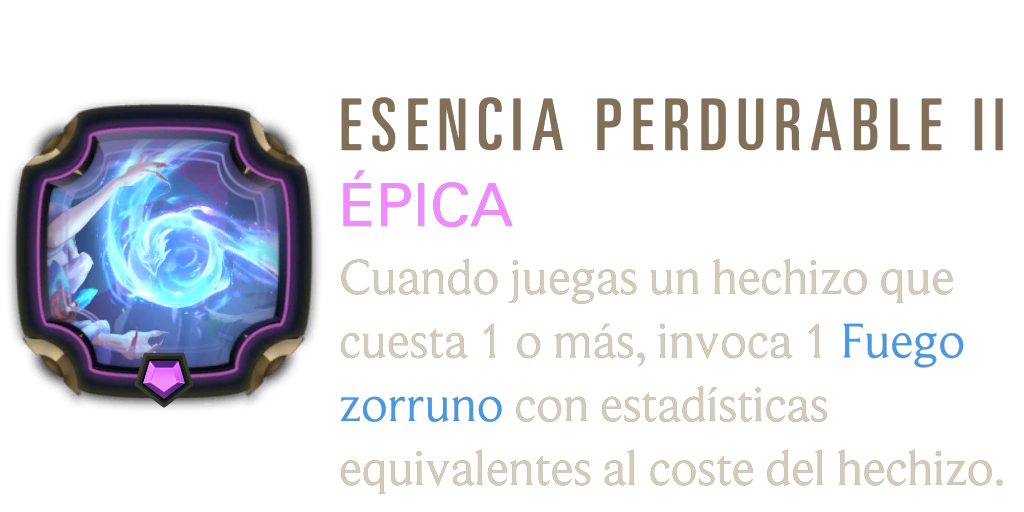 ESENCIA PERDURABLE II
ÉPICA
Cuando juegas un hechizo que
cuesta 1 o más, invoca 1 Fuego
zorruno con estadísticas
equivalentes al coste del hechizo.